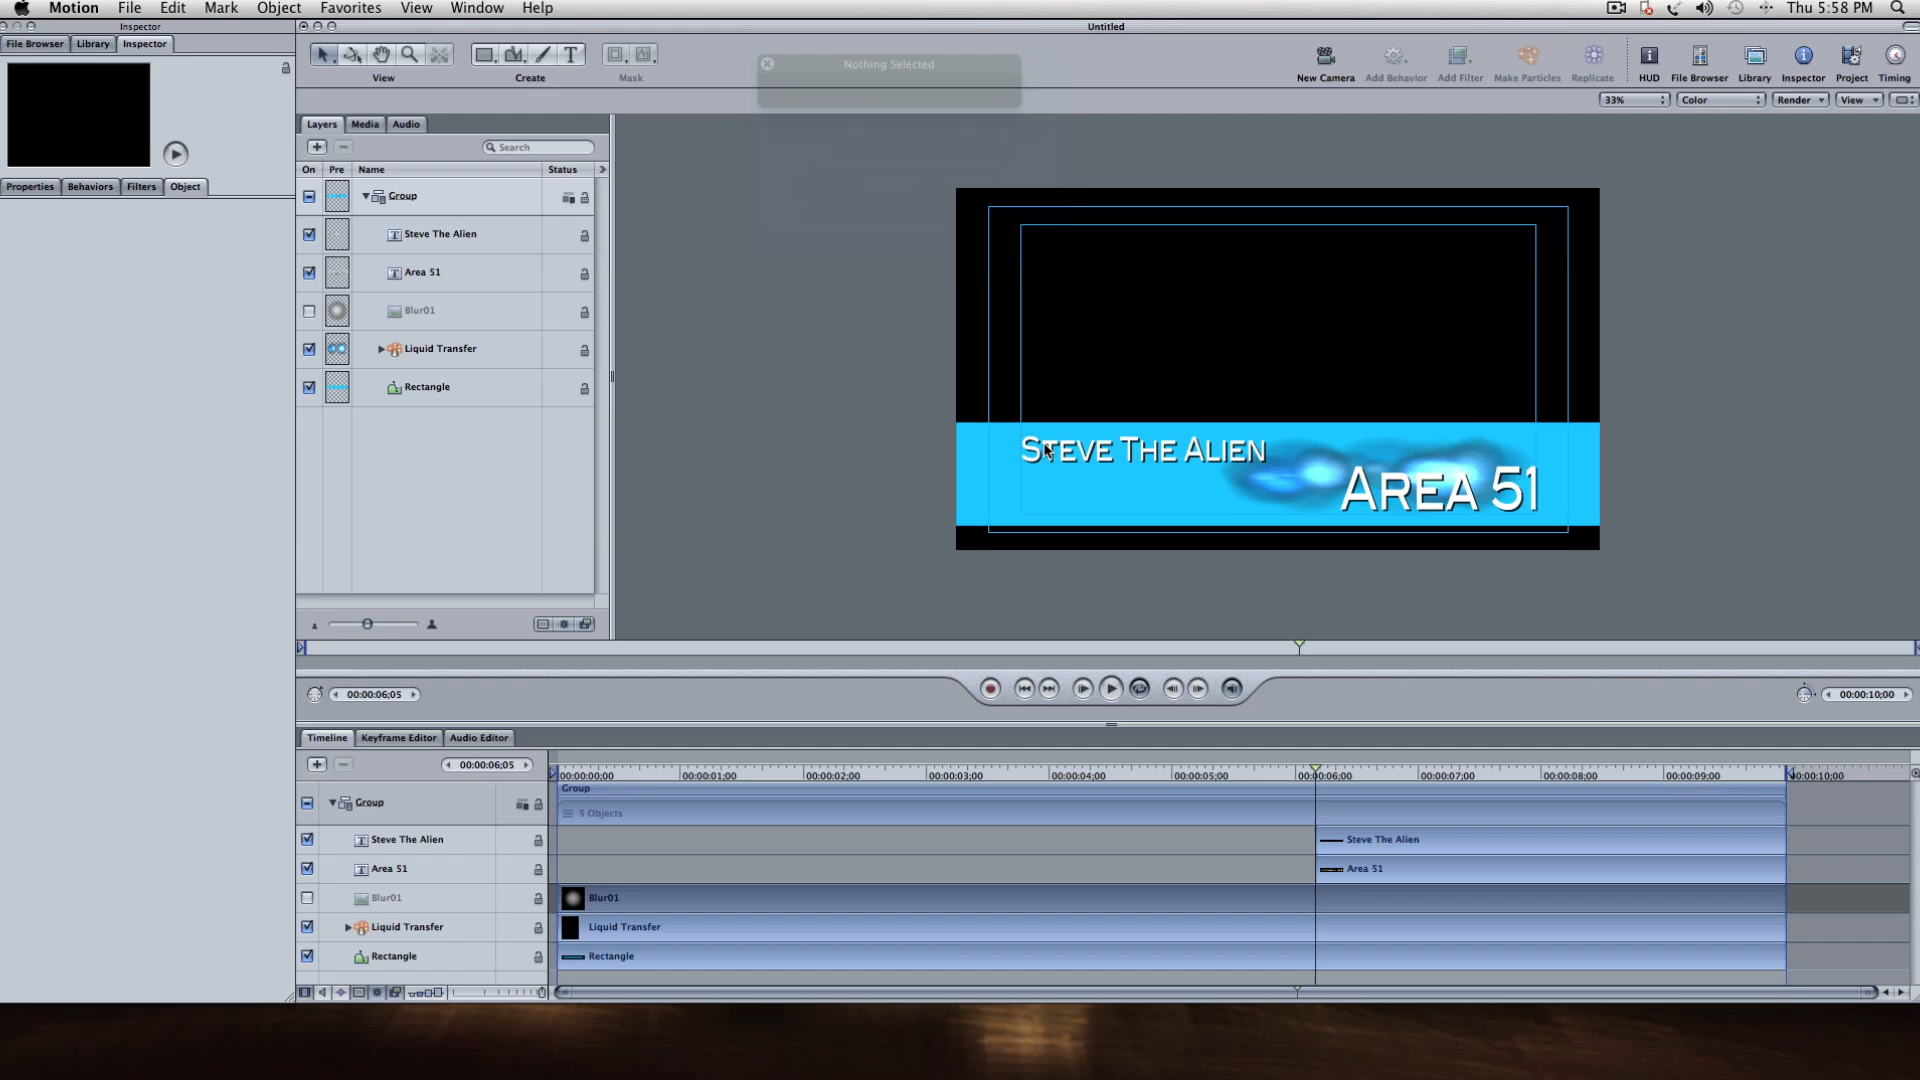 Motion File Edit Mark Object Favorites View Window Help Thu 5:58 PM
Inspector Untitled
File Browser Library Inspector
Nothing Selected
View Create Mask
New Camera Add Behavior Add Filter Make Particles Replicate HUD File Browser Library Inspector Project Timing
33% Color Render View
Layers Media Audio
Search
On Pre Name Status
Properties Behaviors Filters Object
Group
Steve The Alien
Area 51
Blur01
Liquid Transfer
Rectangle
Steve The Alien
Area 51
00:00:06;05 00:00:10;00
Timeline Keyframe Editor Audio Editor
00:00:06;05
00:00:00;00 00:00:01;00 00:00:02;00 00:00:03;00 00:00:04;00 00:00:05;00 00:00:06;00 00:00:07;00 00:00:08;00 00:00:09;00 00:00:10;00
Group Group
5 Objects
Steve The Alien Steve The Alien
Area 51 Area 51
Blur01 Blur01
Liquid Transfer Liquid Transfer
Rectangle Rectangle